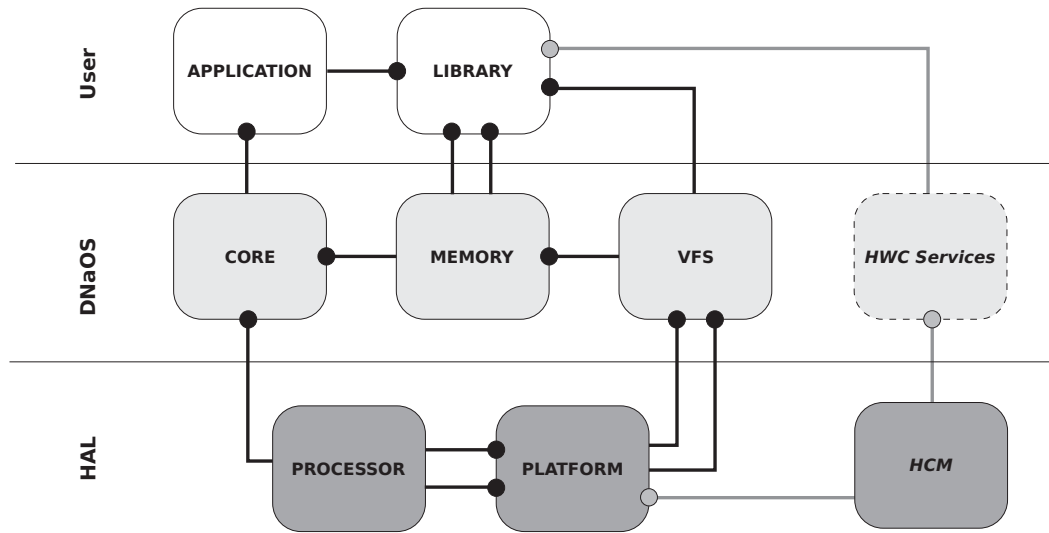 User
APPLICATION
LIBRARY
DNaOS
CORE
MEMORY
VFS
HWC Services
HAL
PROCESSOR
PLATFORM
HCM